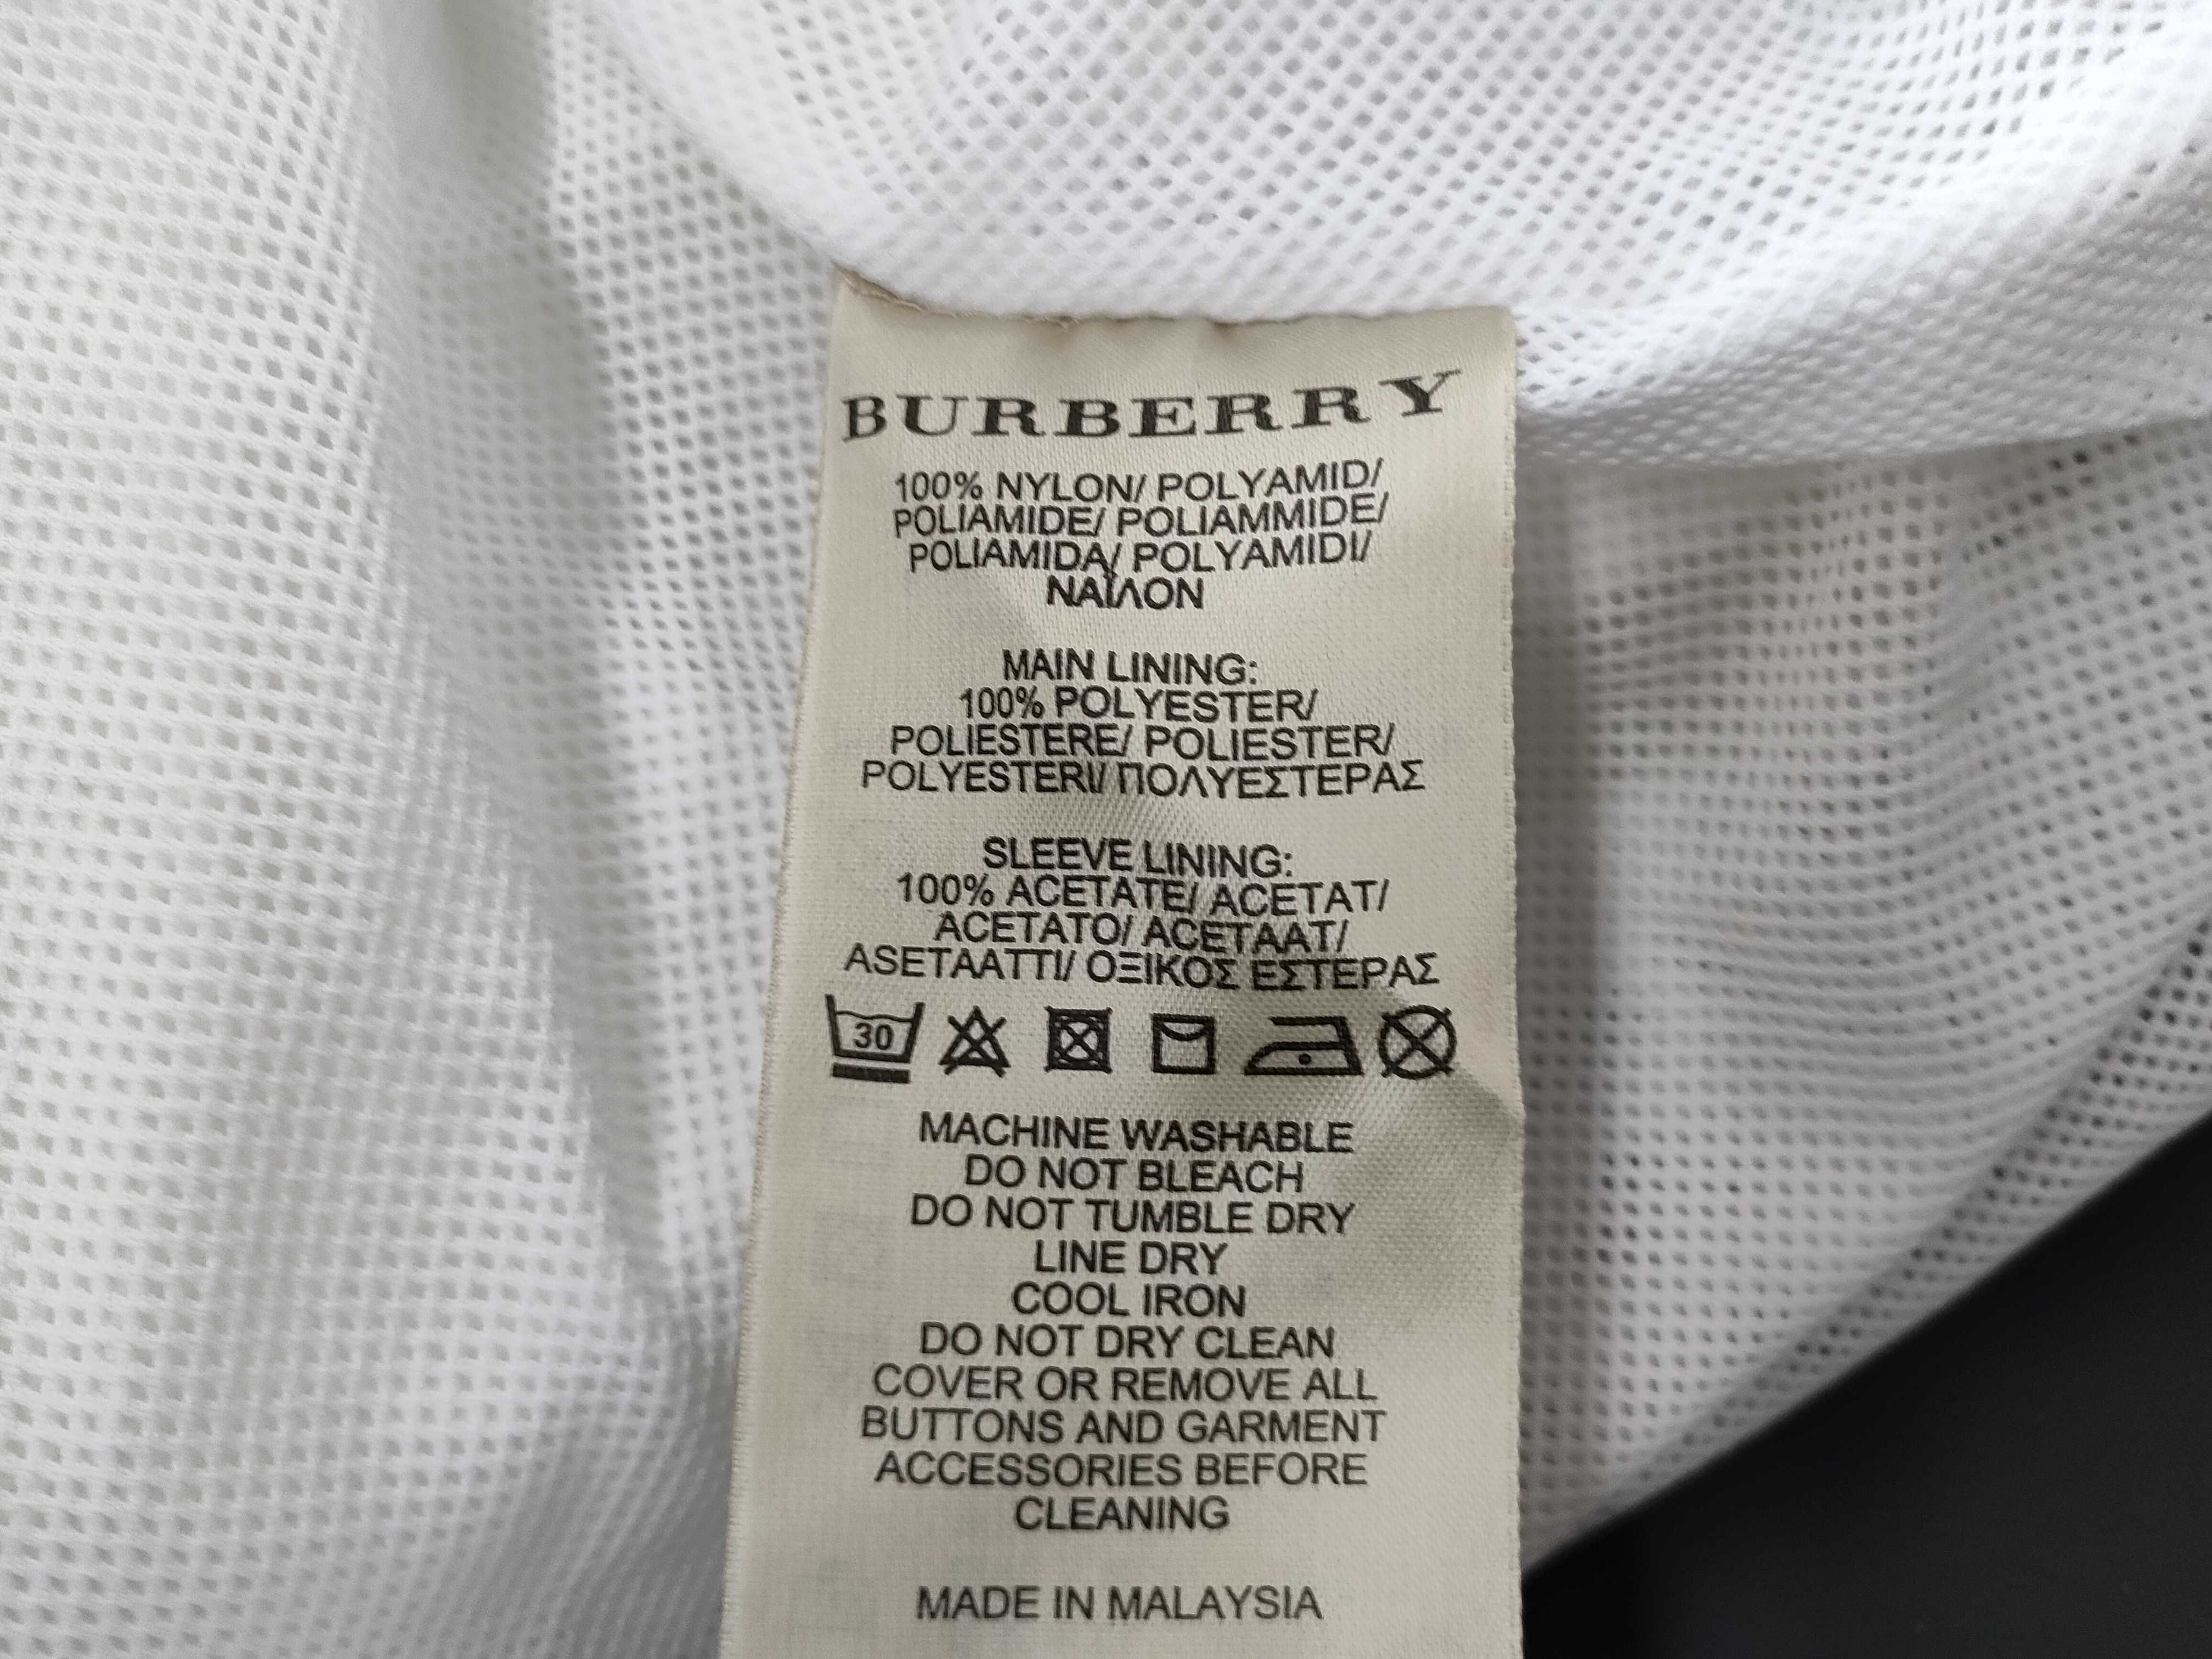 BURBERRY
100% NYLON/ POLYAMID/
POLIAMIDE/ POLIAMMIDE/
POLIAMIDA/ POLYAMIDI/
ΝΑΪΛΟΝ
MAIN LINING:
100% POLYESTER/
POLIESTERE/ POLIESTER/
POLYESTERI/ ΠΟΛΥΕΣΤΕΡΑΣ
SLEEVE LINING:
100% ACETATE/ ACETAT/
ACETATO/ ACETAAT/
ASETAATTI/ ΟΞΙΚΟΣ ΕΣΤΕΡΑΣ
30
MACHINE WASHABLE
DO NOT BLEACH
DO NOT TUMBLE DRY
LINE DRY
COOL IRON
DO NOT DRY CLEAN
COVER OR REMOVE ALL
BUTTONS AND GARMENT
ACCESSORIES BEFORE
CLEANING
MADE IN MALAYSIA